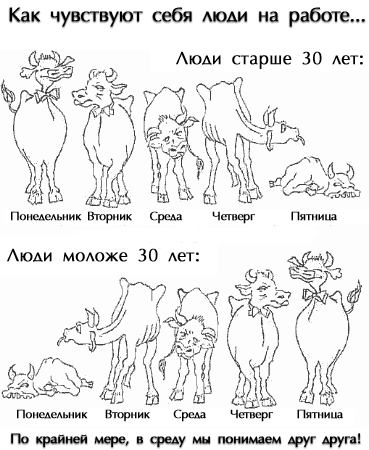 Как чувствуют себя люди на работе...
Люди старше 30 лет:
Понедельник Вторник Среда Четверг Пятница
Люди моложе 30 лет:
Понедельник Вторник Среда Четверг Пятница
По крайней мере, в среду мы понимаем друг друга!